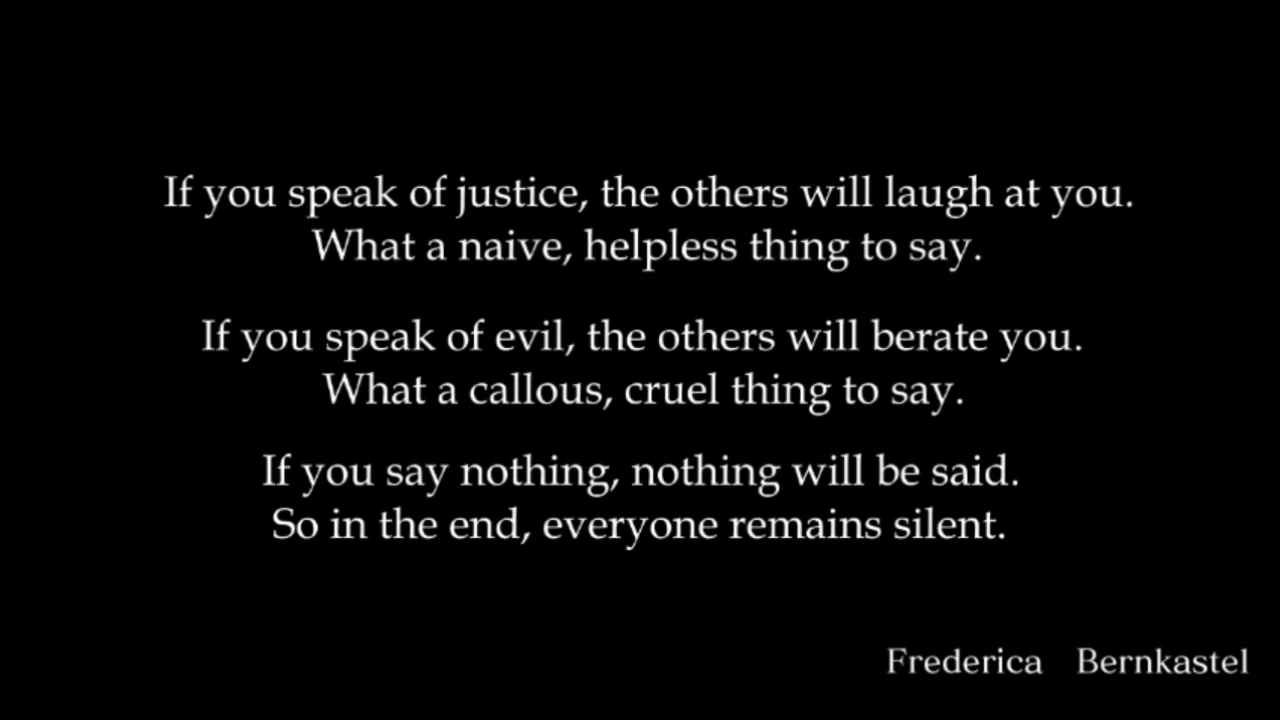 If you speak of justice, the others will laugh at you.
What a naive, helpless thing to say.
If you speak of evil, the others will berate you.
What a callous, cruel thing to say.
If you say nothing, nothing will be said.
So in the end, everyone remains silent.
Frederica Bernkastel